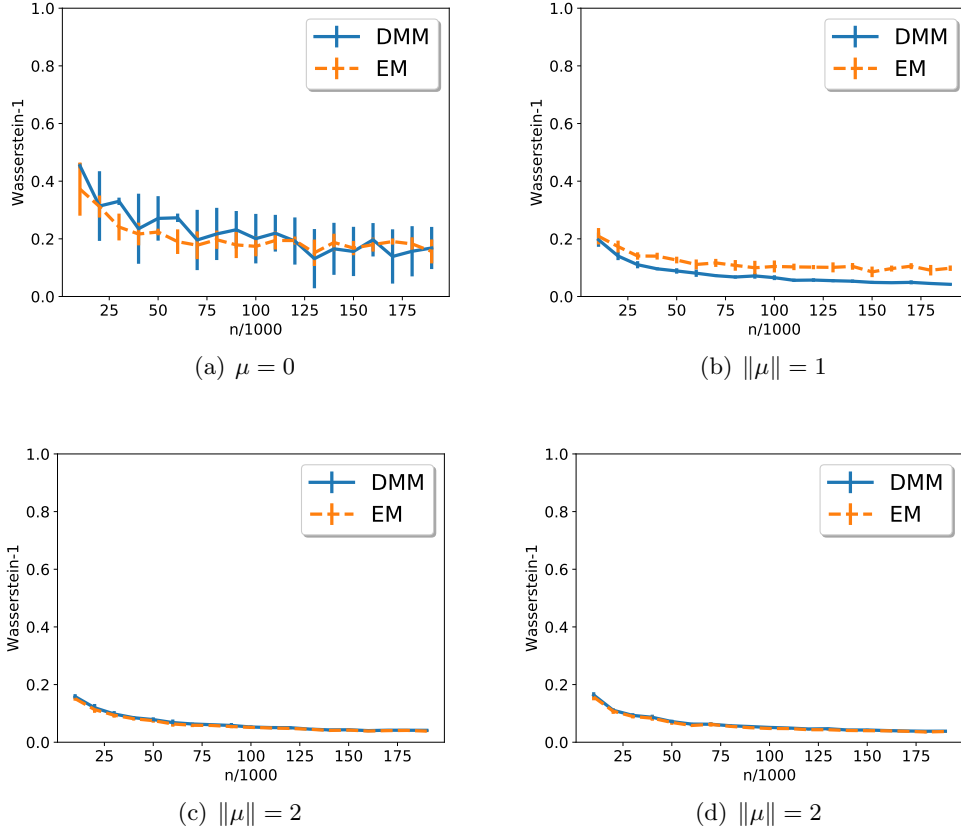 1.0
0.8
0.6
0.4
0.2
0.0
Wasserstein-1
25 50 75 100 125 150 175
n/1000
DMM
EM
(a) μ = 0
1.0
0.8
0.6
0.4
0.2
0.0
Wasserstein-1
25 50 75 100 125 150 175
n/1000
DMM
EM
(b) ‖μ‖ = 1
1.0
0.8
0.6
0.4
0.2
0.0
Wasserstein-1
25 50 75 100 125 150 175
n/1000
DMM
EM
(c) ‖μ‖ = 2
1.0
0.8
0.6
0.4
0.2
0.0
Wasserstein-1
25 50 75 100 125 150 175
n/1000
DMM
EM
(d) ‖μ‖ = 2